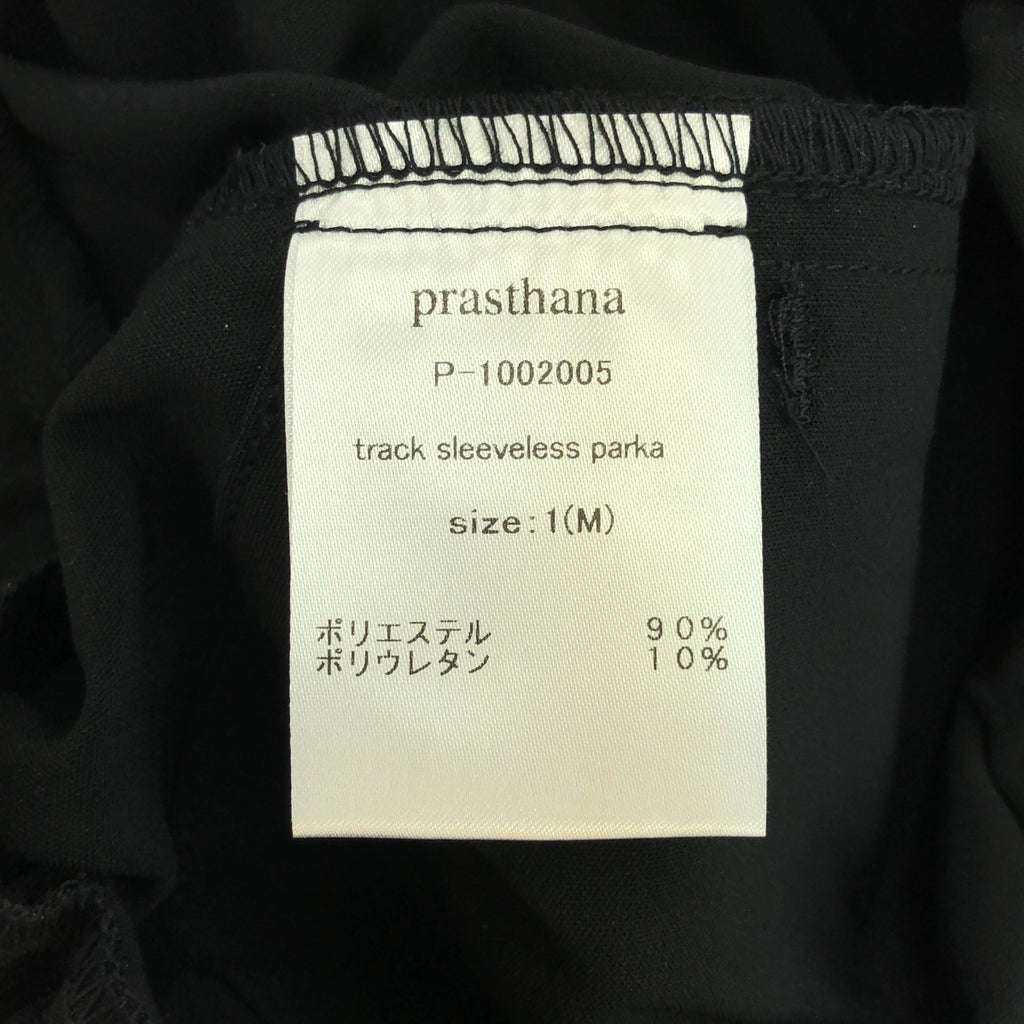 prasthana
P-1002005
track sleeveless parka
size:1(M)
ポリエステル 90%
ポリウレタン 10%